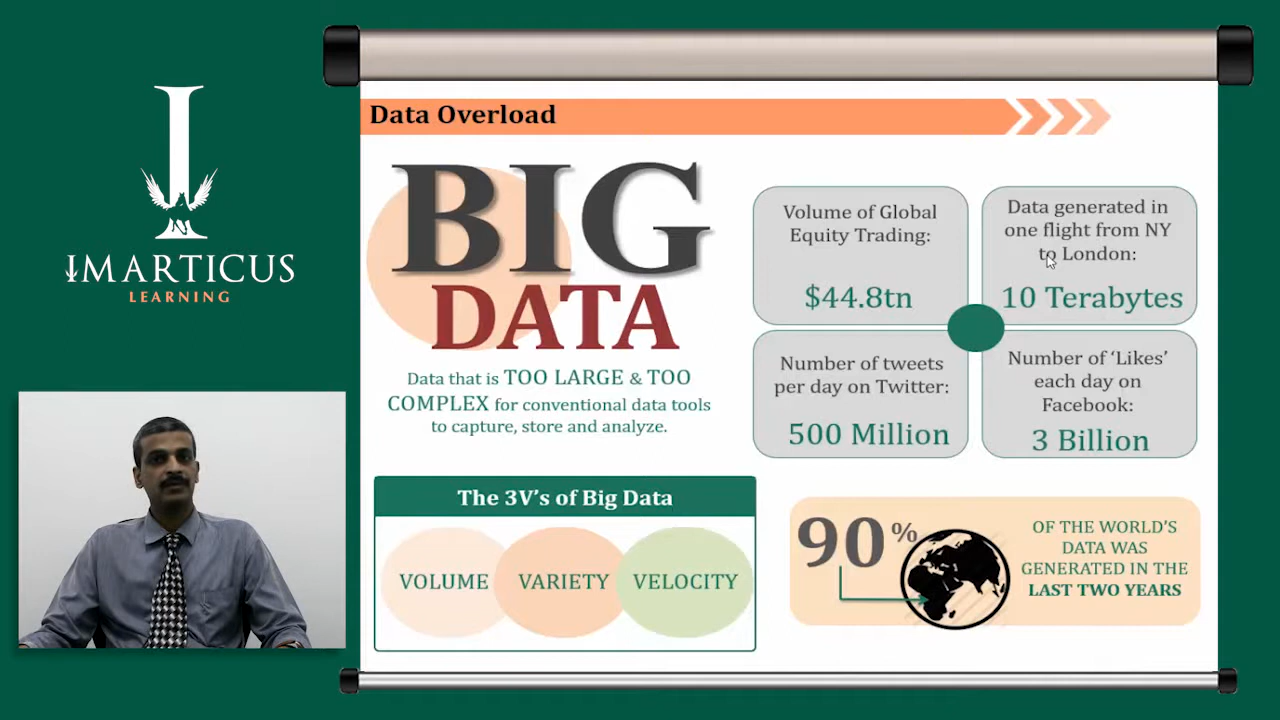 IMARTICUS
LEARNING
Data Overload
BIG
DATA
Data that is TOO LARGE & TOO
COMPLEX for conventional data tools
to capture, store and analyze.
Volume of Global
Equity Trading:
$44.8tn
Data generated in
one flight from NY
to London:
10 Terabytes
Number of tweets
per day on Twitter:
500 Million
Number of ‘Likes’
each day on
Facebook:
3 Billion
The 3V’s of Big Data
VOLUME
VARIETY
VELOCITY
90%
OF THE WORLD’S
DATA WAS
GENERATED IN THE
LAST TWO YEARS